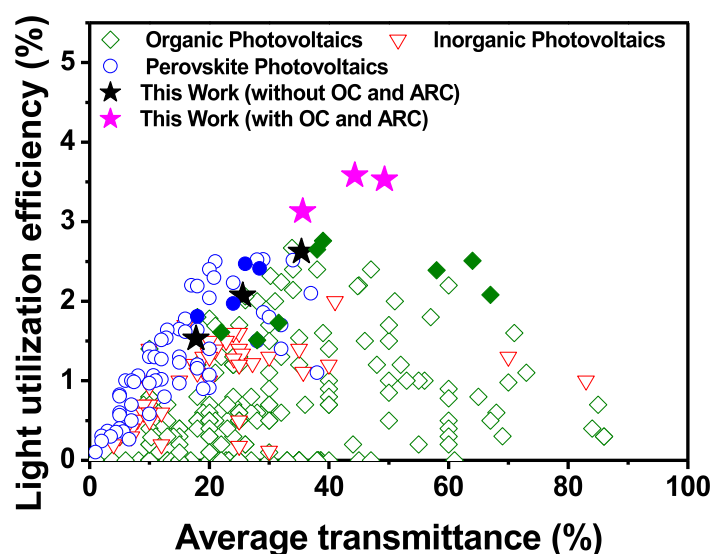 Light utilization efficiency (%)
5
4
3
2
1
0
Organic Photovoltaics
Inorganic Photovoltaics
Perovskite Photovoltaics
This Work (without OC and ARC)
This Work (with OC and ARC)
0 20 40 60 80 100
Average transmittance (%)